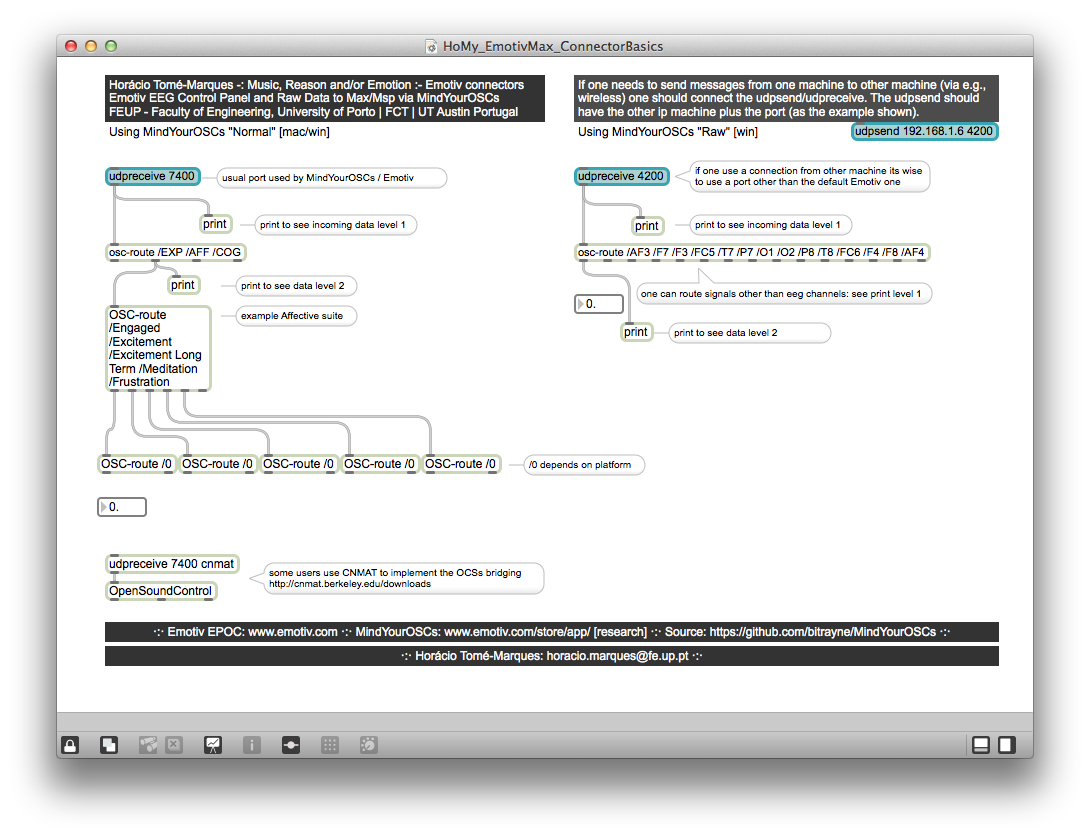 HoMy_EmotivMax_ConnectorBasics
Horácio Tomé-Marques -: Music, Reason and/or Emotion :- Emotiv connectors
Emotiv EEG Control Panel and Raw Data to Max/Msp via MindYourOSCs
FEUP - Faculty of Engineering, University of Porto | FCT | UT Austin Portugal
Using MindYourOSCs "Normal" [mac/win]
If one needs to send messages from one machine to other machine (via e.g.,
wireless) one should connect the udpsend/udpreceive. The udpsend should
have the other ip machine plus the port (as the example shown).
Using MindYourOSCs "Raw" [win]
udpsend 192.168.1.6 4200
udpreceive 7400
usual port used by MindYourOSCs / Emotiv
print
print to see incoming data level 1
osc-route /EXP /AFF /COG
print
print to see data level 2
OSC-route
/Engaged
/Excitement
/Excitement Long
Term /Meditation
/Frustration
example Affective suite
OSC-route /0
OSC-route /0
OSC-route /0
OSC-route /0
OSC-route /0
/0 depends on platform
0.
udpreceive 7400 cnmat
OpenSoundControl
some users use CNMAT to implement the OCSs bridging
http://cnmat.berkeley.edu/downloads
udpreceive 4200
if one use a connection from other machine its wise
to use a port other than the default Emotiv one
print
print to see incoming data level 1
osc-route /AF3 /F7 /F3 /FC5 /T7 /P7 /O1 /O2 /P8 /T8 /FC6 /F4 /F8 /AF4
one can route signals other than eeg channels: see print level 1
0.
print
print to see data level 2
·:· Emotiv EPOC: www.emotiv.com ·:· MindYourOSCs: www.emotiv.com/store/app/ [research] ·:· Source: https://github.com/bitrayne/MindYourOSCs ·:·
·:· Horácio Tomé-Marques: horacio.marques@fe.up.pt ·:·